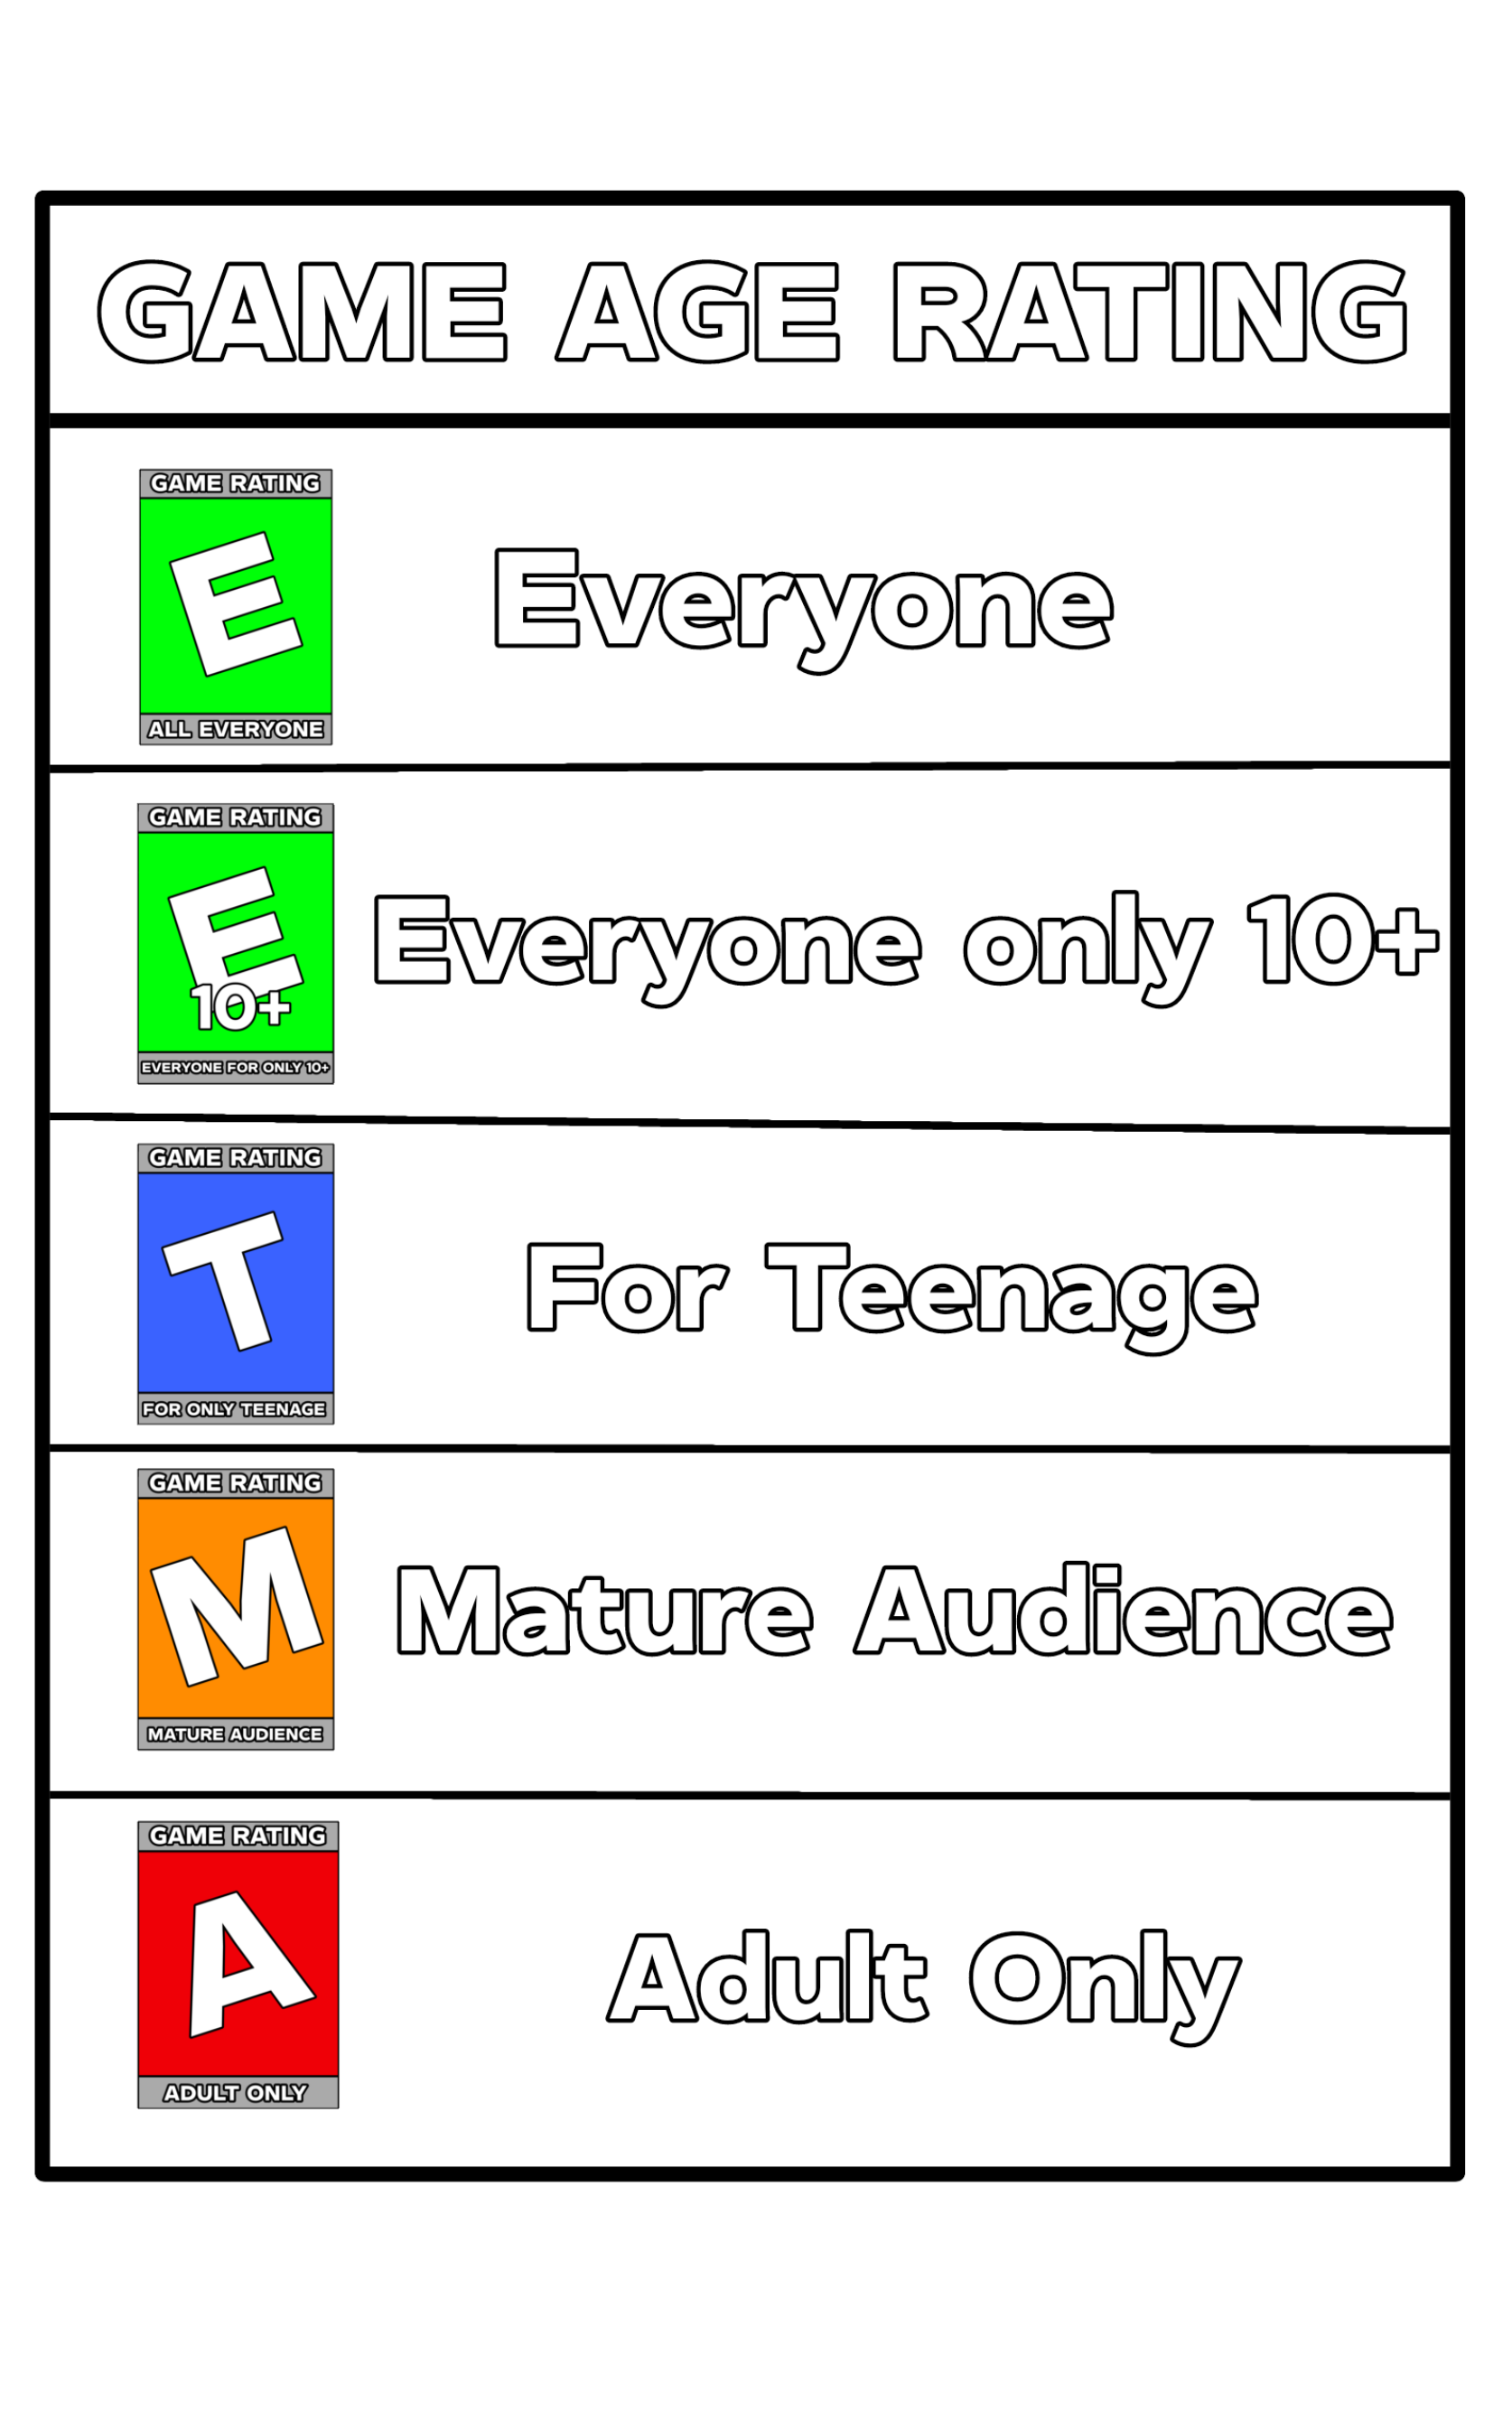 GAME AGE RATING
GAME RATING
E
ALL EVERYONE
Everyone
GAME RATING
E
10+
EVERYONE FOR ONLY 10+
Everyone only 10+
GAME RATING
T
FOR ONLY TEENAGE
For Teenage
GAME RATING
M
MATURE AUDIENCE
Mature Audience
GAME RATING
A
ADULT ONLY
Adult Only